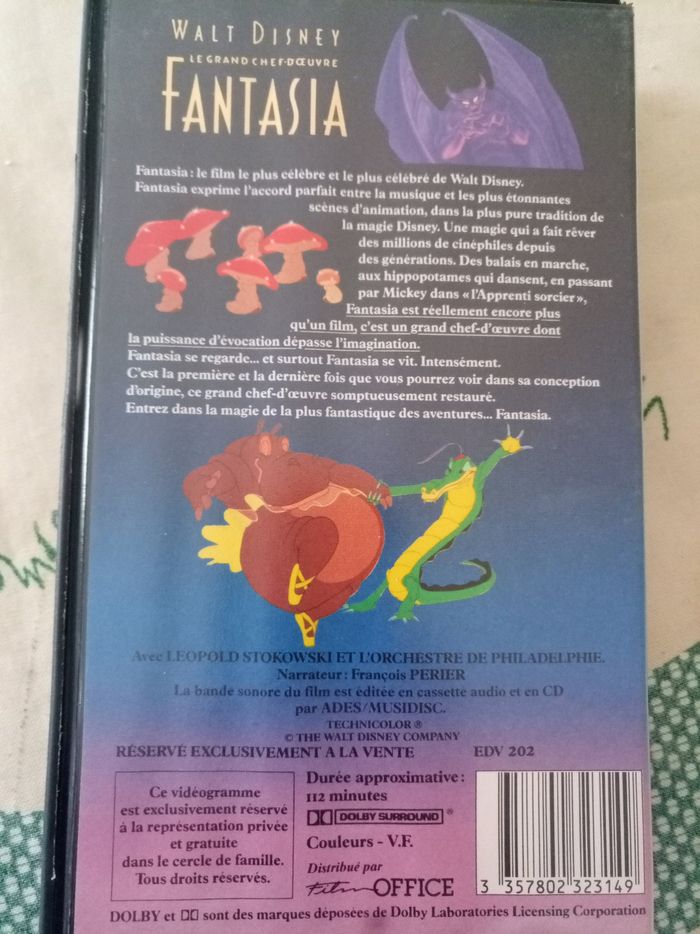 WALT DISNEY
LE GRAND CHEF-D'ŒUVRE
FANTASIA
Fantasia : le film le plus célèbre et le plus célébré de Walt Disney.
Fantasia exprime l'accord parfait entre la musique et les plus étonnantes
scènes d'animation, dans la plus pure tradition de
la magie Disney. Une magie qui a fait rêver
des millions de cinéphiles depuis
des générations. Des balais en marche,
aux hippopotames qui dansent, en passant
par Mickey dans «l'Apprenti sorcier»,
Fantasia est réellement encore plus
qu'un film, c'est un grand chef-d'œuvre dont
la puissance d'évocation dépasse l'imagination.
Fantasia se regarde... et surtout Fantasia se vit. Intensément.
C'est la première et la dernière fois que vous pourrez voir dans sa conception
d'origine, ce grand chef-d'œuvre somptueusement restauré.
Entrez dans la magie de la plus fantastique des aventures... Fantasia.
Avec LEOPOLD STOKOWSKI ET L'ORCHESTRE DE PHILADELPHIE.
Narrateur : François PERIER
La bande sonore du film est éditée en cassette audio et en CD
par ADES/MUSIDISC.
TECHNICOLOR ®
© THE WALT DISNEY COMPANY
RÉSERVÉ EXCLUSIVEMENT A LA VENTE EDV 202
Ce vidéogramme
est exclusivement réservé
à la représentation privée
et gratuite
dans le cercle de famille.
Tous droits réservés.
Durée approximative :
112 minutes
DOLBY SURROUND ®
Couleurs - V.F.
Distribué par
Film OFFICE
3 357802 323149
DOLBY et DD sont des marques déposées de Dolby Laboratories Licensing Corporation